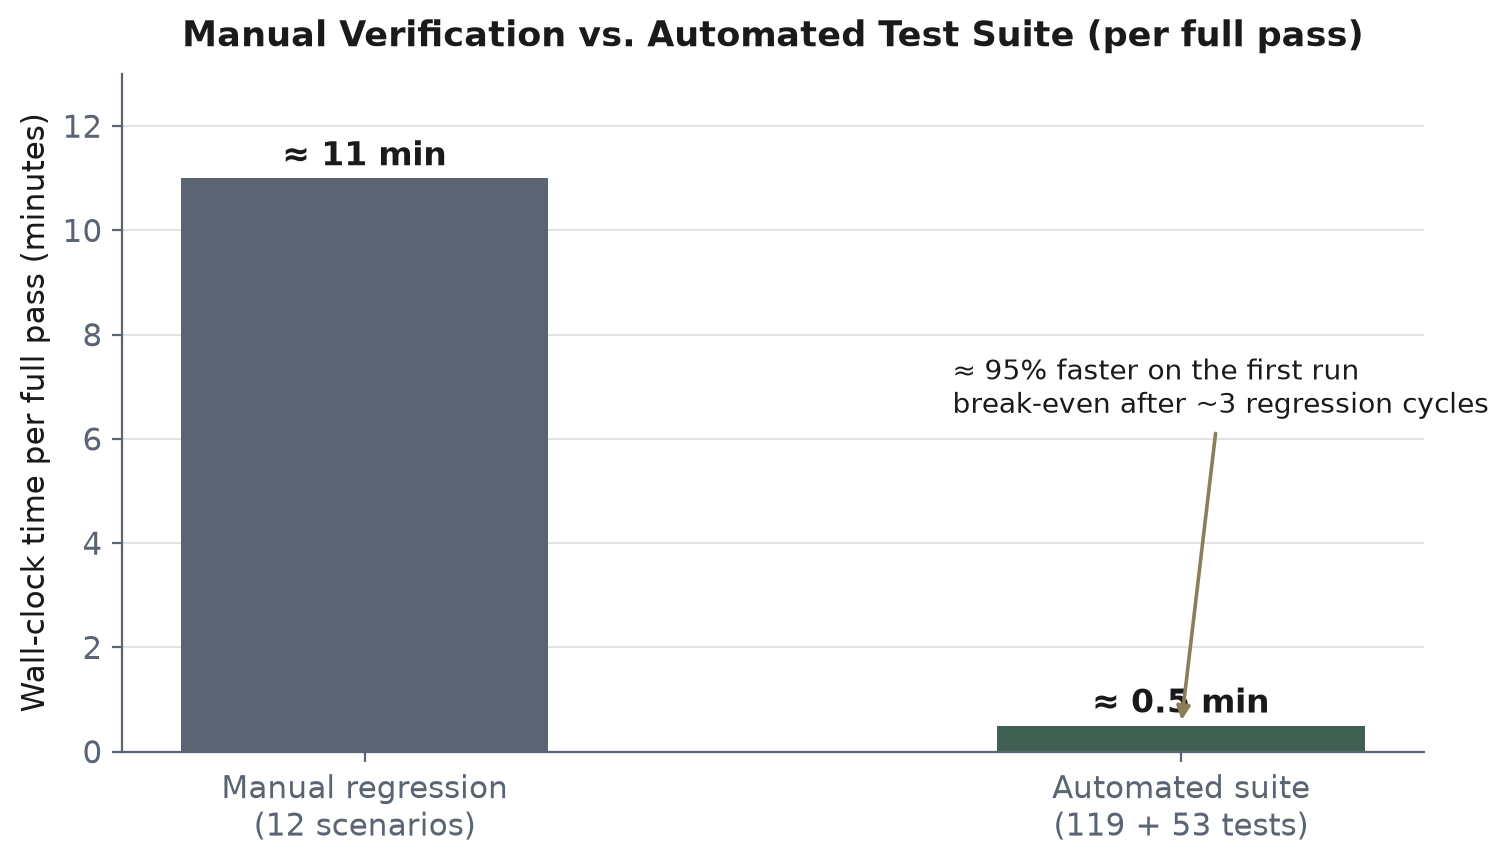 Manual Verification vs. Automated Test Suite (per full pass)
Wall-clock time per full pass (minutes)
12
10
8
6
4
2
0
≈ 11 min
≈ 95% faster on the first run
break-even after ~3 regression cycles
≈ 0.5 min
Manual regression
(12 scenarios)
Automated suite
(119 + 53 tests)